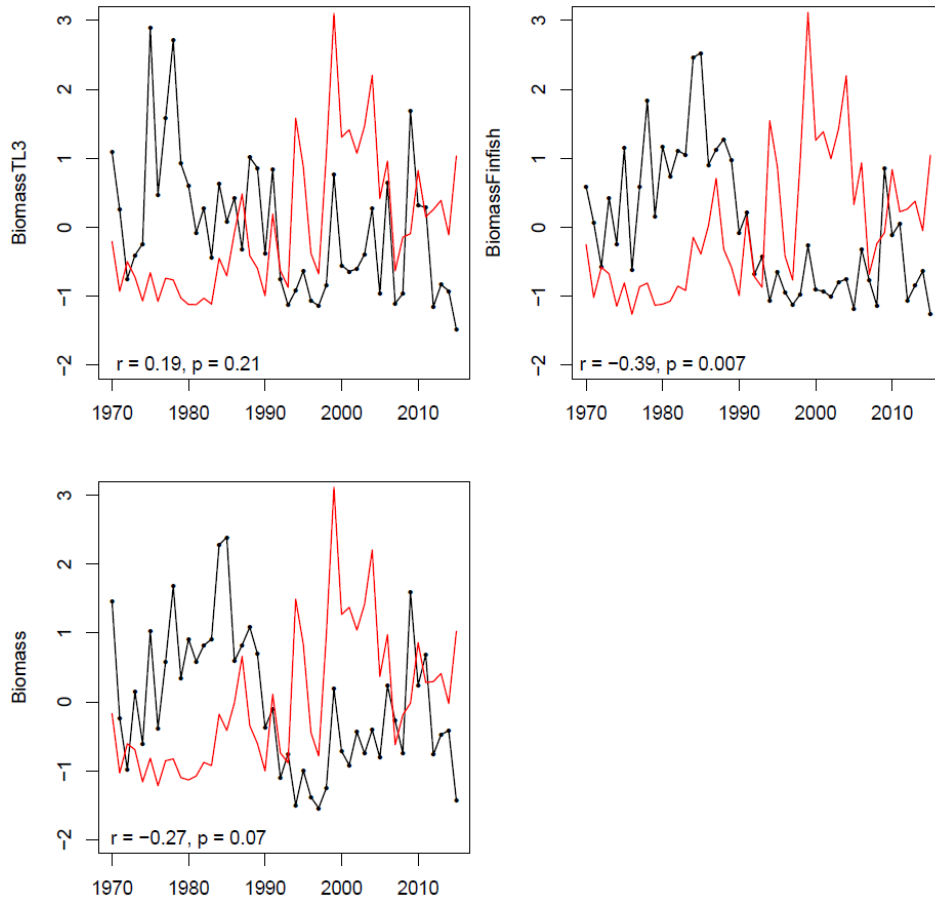 BiomassTL3
3
2
1
0
−1
−2
r = 0.19, p = 0.21
1970 1980 1990 2000 2010
BiomassFinfish
3
2
1
0
−1
−2
r = −0.39, p = 0.007
1970 1980 1990 2000 2010
Biomass
3
2
1
0
−1
−2
r = −0.27, p = 0.07
1970 1980 1990 2000 2010